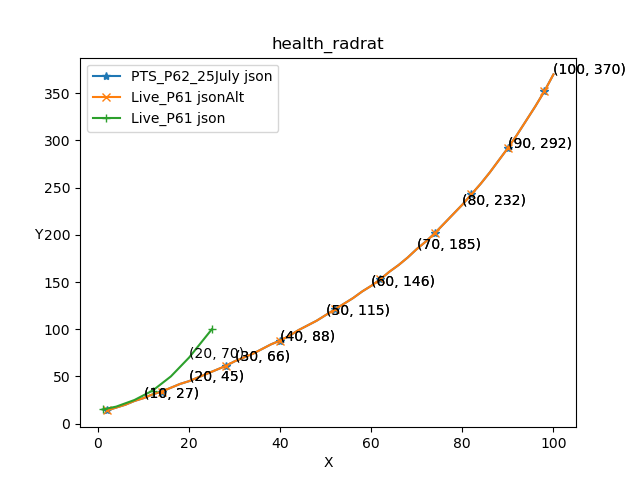 health_radrat
PTS_P62_25July json
Live_P61 jsonAlt
Live_P61 json
(100, 370)
(90, 292)
(80, 232)
(70, 185)
(60, 146)
(50, 115)
(40, 88)
(20, 70)
(30, 66)
(20, 45)
(10, 27)
Y
350
300
250
200
150
100
50
0
0 20 40 60 80 100
X